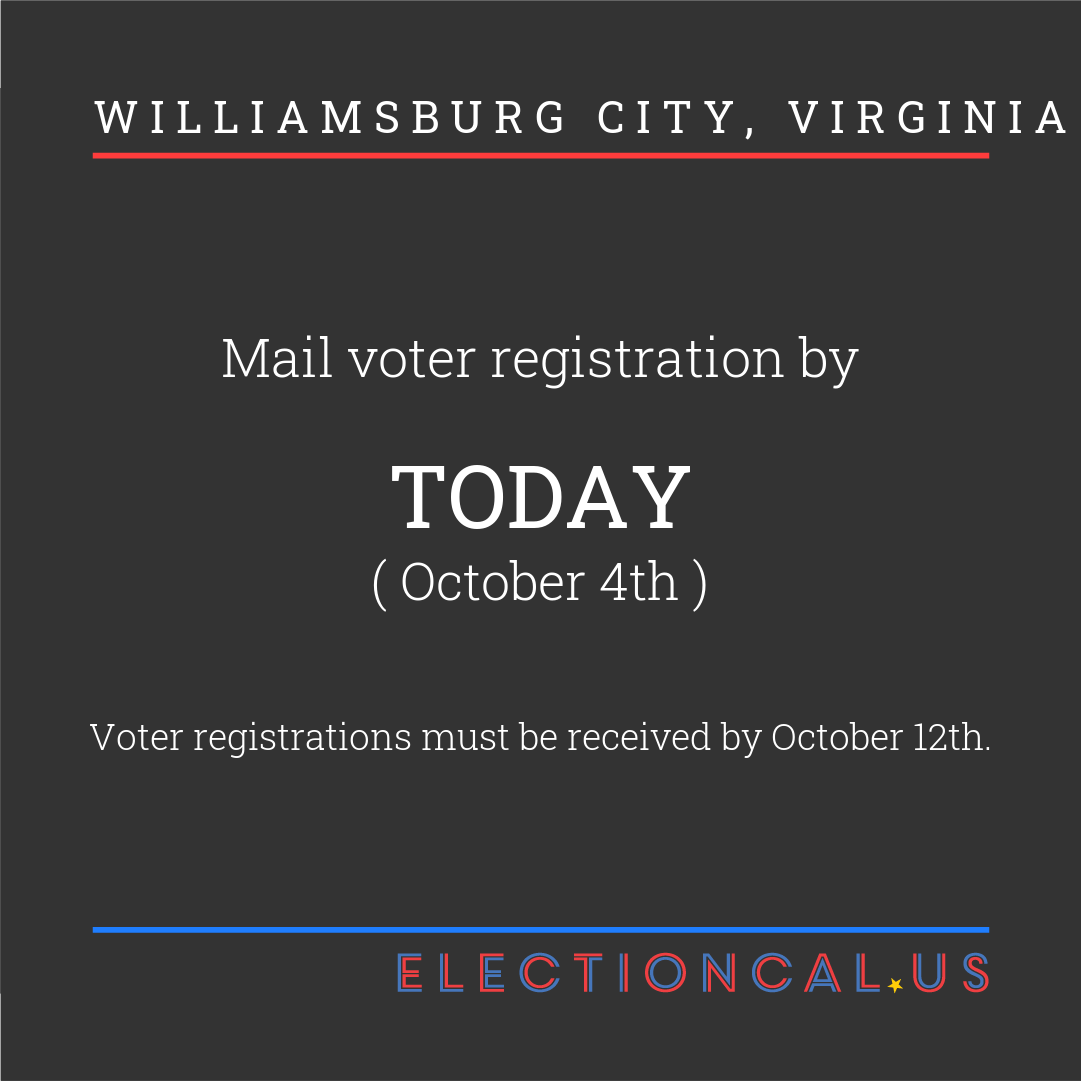 WILLIAMSBURG CITY, VIRGINIA
Mail voter registration by
TODAY
( October 4th )
Voter registrations must be received by October 12th.
ELECTIONCAL.US